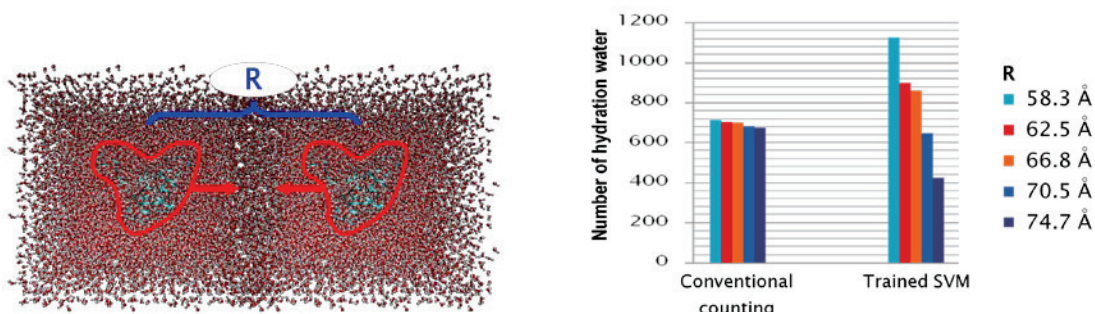 R
Number of hydration water
1200
1000
800
600
400
200
0
Conventional
counting
Trained SVM
R
58.3 Å
62.5 Å
66.8 Å
70.5 Å
74.7 Å